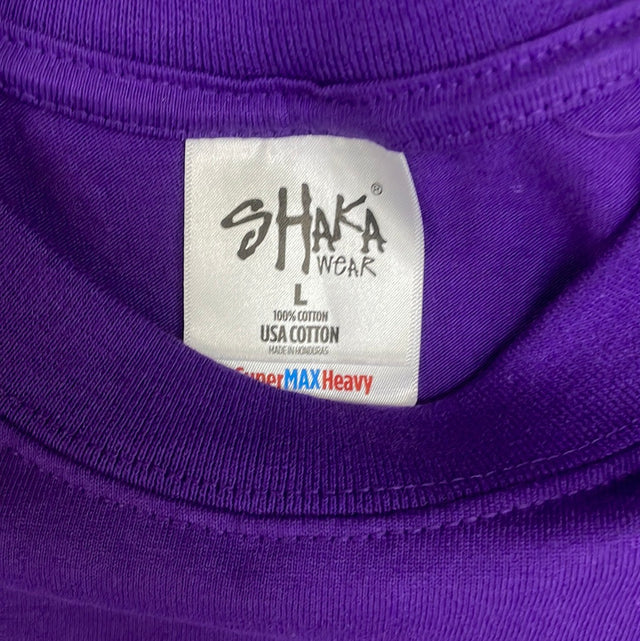 SHAKA®
WEAR
L
100% COTTON
USA COTTON
MADE IN HONDURAS
SuperMAXHeavy